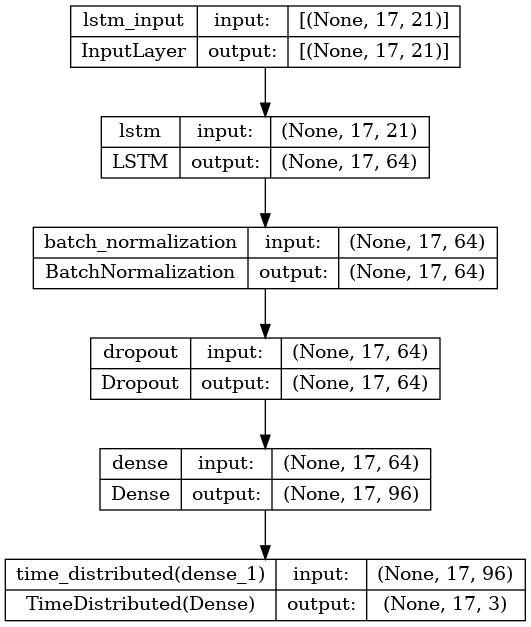 lstm_input input: [(None, 17, 21)]
InputLayer output: [(None, 17, 21)]
lstm input: (None, 17, 21)
LSTM output: (None, 17, 64)
batch_normalization input: (None, 17, 64)
BatchNormalization output: (None, 17, 64)
dropout input: (None, 17, 64)
Dropout output: (None, 17, 64)
dense input: (None, 17, 64)
Dense output: (None, 17, 96)
time_distributed(dense_1) input: (None, 17, 96)
TimeDistributed(Dense) output: (None, 17, 3)